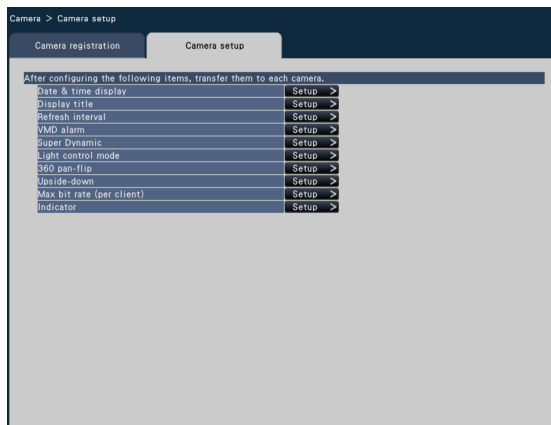 Camera > Camera setup
Camera registration
Camera setup
After configuring the following items, transfer them to each camera.
Date & time display Setup >
Display title Setup >
Refresh interval Setup >
VMD alarm Setup >
Super Dynamic Setup >
Light control mode Setup >
360 pan-flip Setup >
Upside-down Setup >
Max bit rate (per client) Setup >
Indicator Setup >